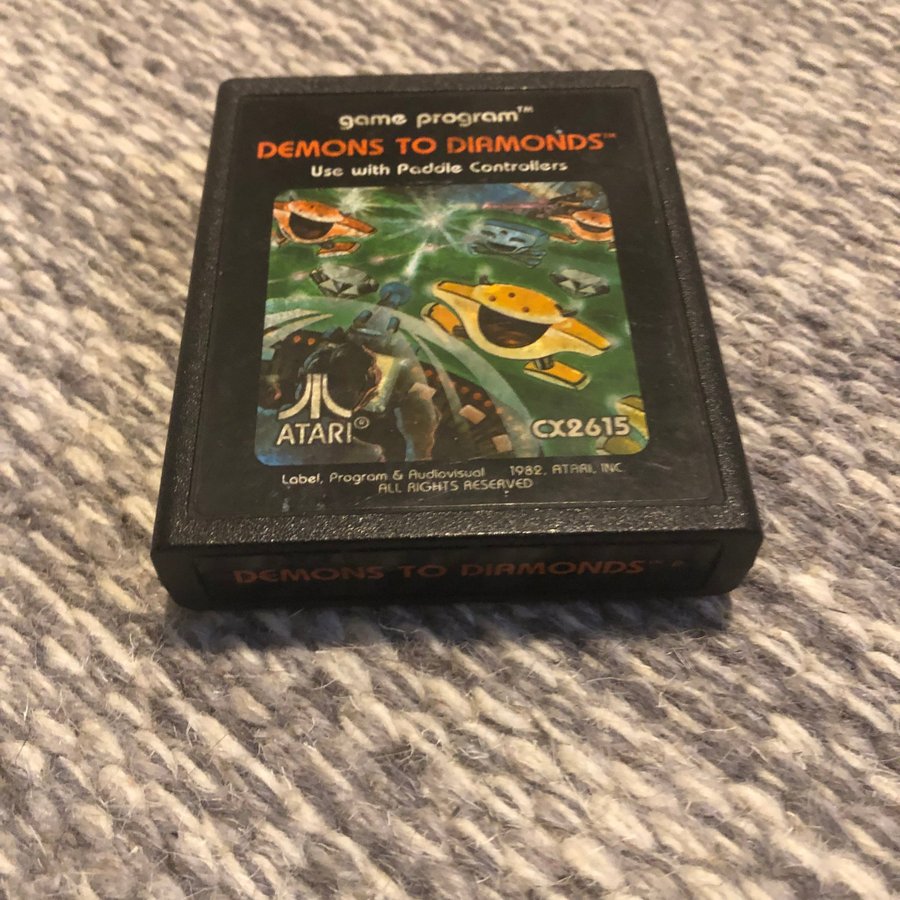 game program™
DEMONS TO DIAMONDS™
Use with Paddle Controllers
ATARI®
CX2615
Label, Program & Audiovisual 1982, ATARI, INC.
ALL RIGHTS RESERVED
DEMONS TO DIAMONDS™